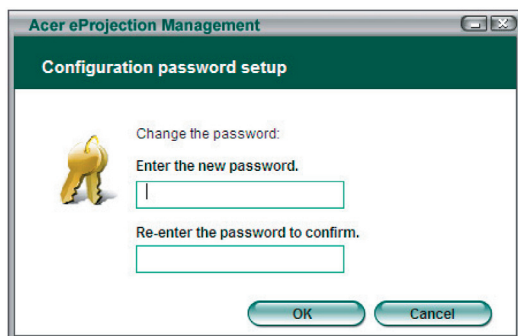 Acer eProjection Management
Configuration password setup
Change the password:
Enter the new password.
Re-enter the password to confirm.
OK
Cancel